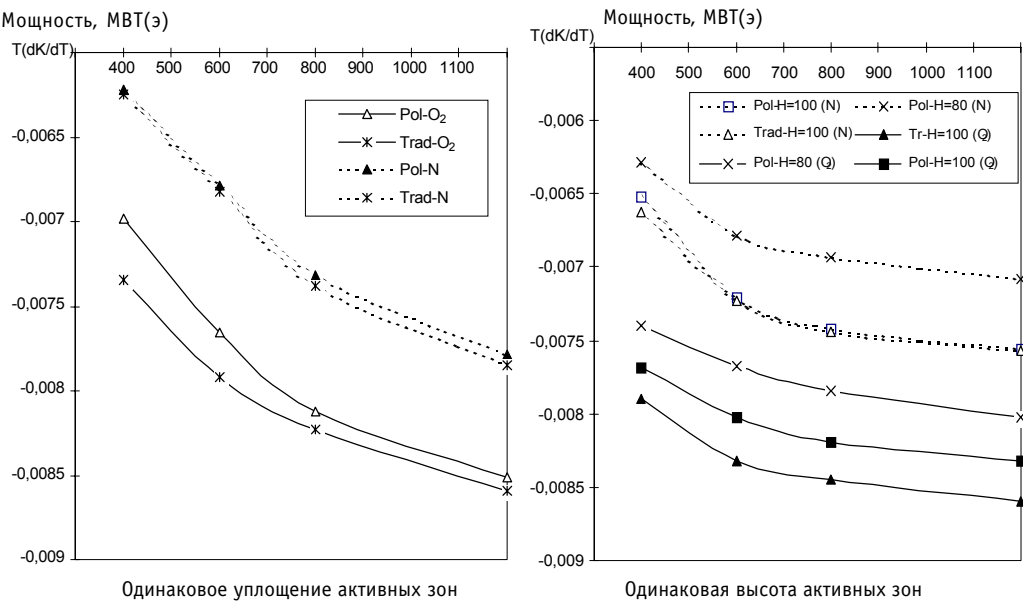 Мощность, МВТ(э)
T(dK/dT)
400 500 600 700 800 900 1000 1100
-0,0065
-0,007
-0,0075
-0,008
-0,0085
-0,009
Pol-O2
Trad-O2
Pol-N
Trad-N
Одинаковое уплощение активных зон
Мощность, МВТ(э)
T(dK/dT)
400 500 600 700 800 900 1000 1100
-0,006
-0,0065
-0,007
-0,0075
-0,008
-0,0085
-0,009
Pol-H=100 (N) Pol-H=80 (N)
Trad-H=100 (N) Tr-H=100 (O2)
Pol-H=80 (O2) Pol-H=100 (O2)
Одинаковая высота активных зон